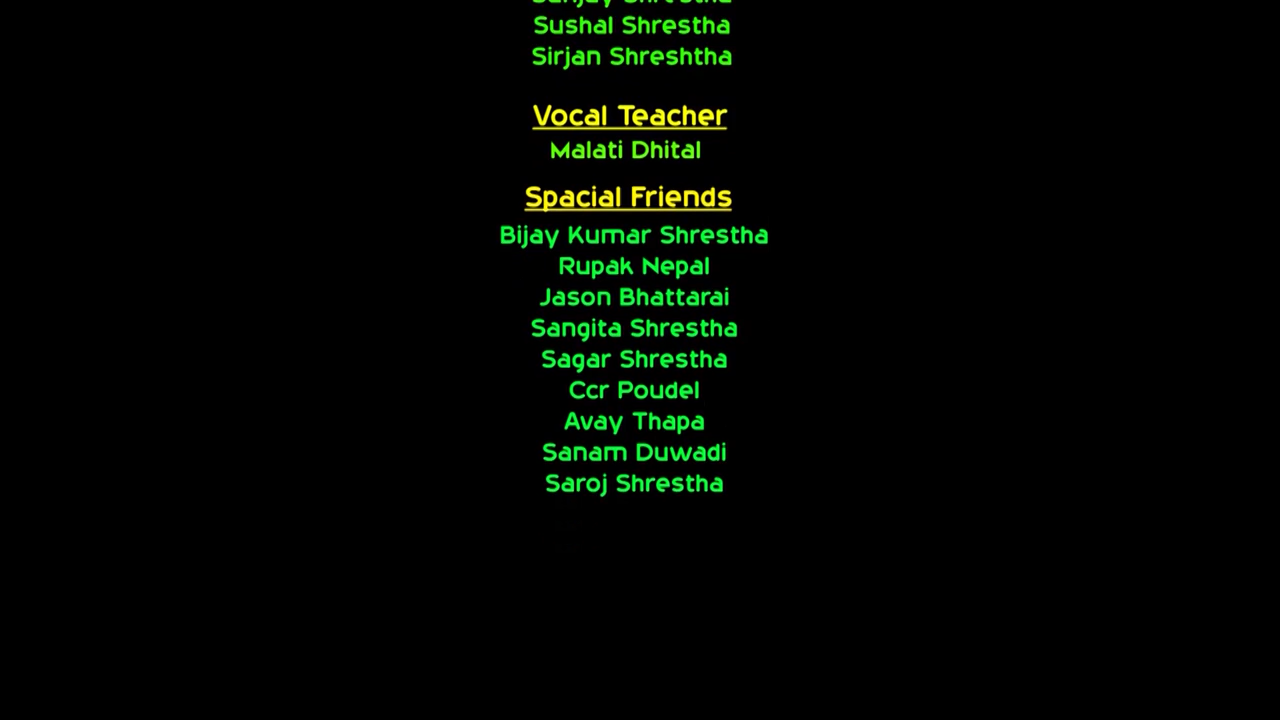 Sushal Shrestha
Sirjan Shreshtha
Vocal Teacher
Malati Dhital
Spacial Friends
Bijay Kumar Shrestha
Rupak Nepal
Jason Bhattarai
Sangita Shrestha
Sagar Shrestha
Ccr Poudel
Avay Thapa
Sanam Duwadi
Saroj Shrestha